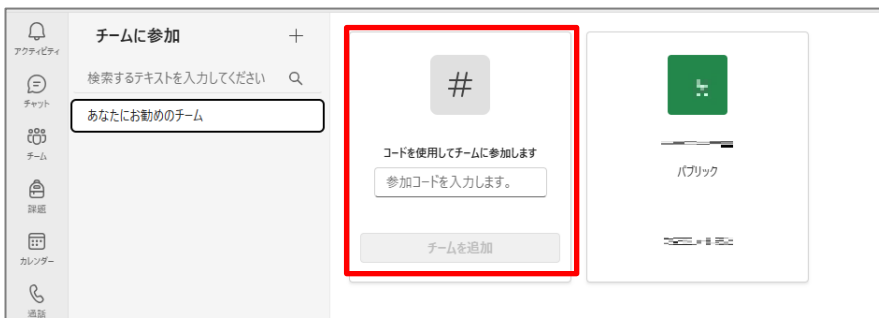 アクティビティ
チャット
チーム
課題
カレンダー
通話
チームに参加
検索するテキストを入力してください
あなたにお勧めのチーム
#
コードを使用してチームに参加します
参加コードを入力します。
チームを追加
パブリック